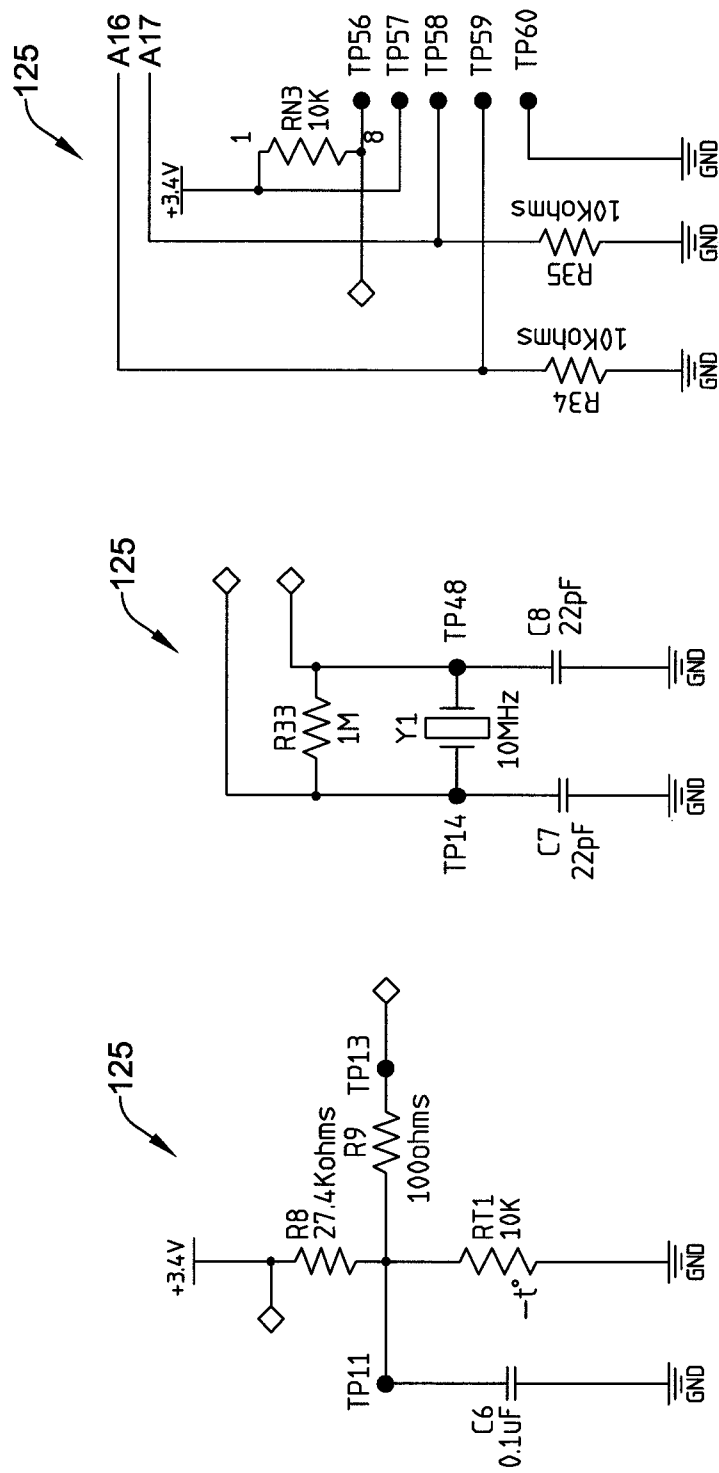 125
+3.4V
R8
27.4Kohms
TP11
R9
100ohms
TP13
C6
0.1uF
RT1
10K
−t°
GND
GND
125
R33
1M
TP14
Y1
10MHz
TP48
C7
22pF
C8
22pF
GND
GND
125
A16
A17
+3.4V
1
RN3
10K
8
TP56
TP57
TP58
TP59
TP60
R34
10Kohms
R35
10Kohms
GND
GND
GND